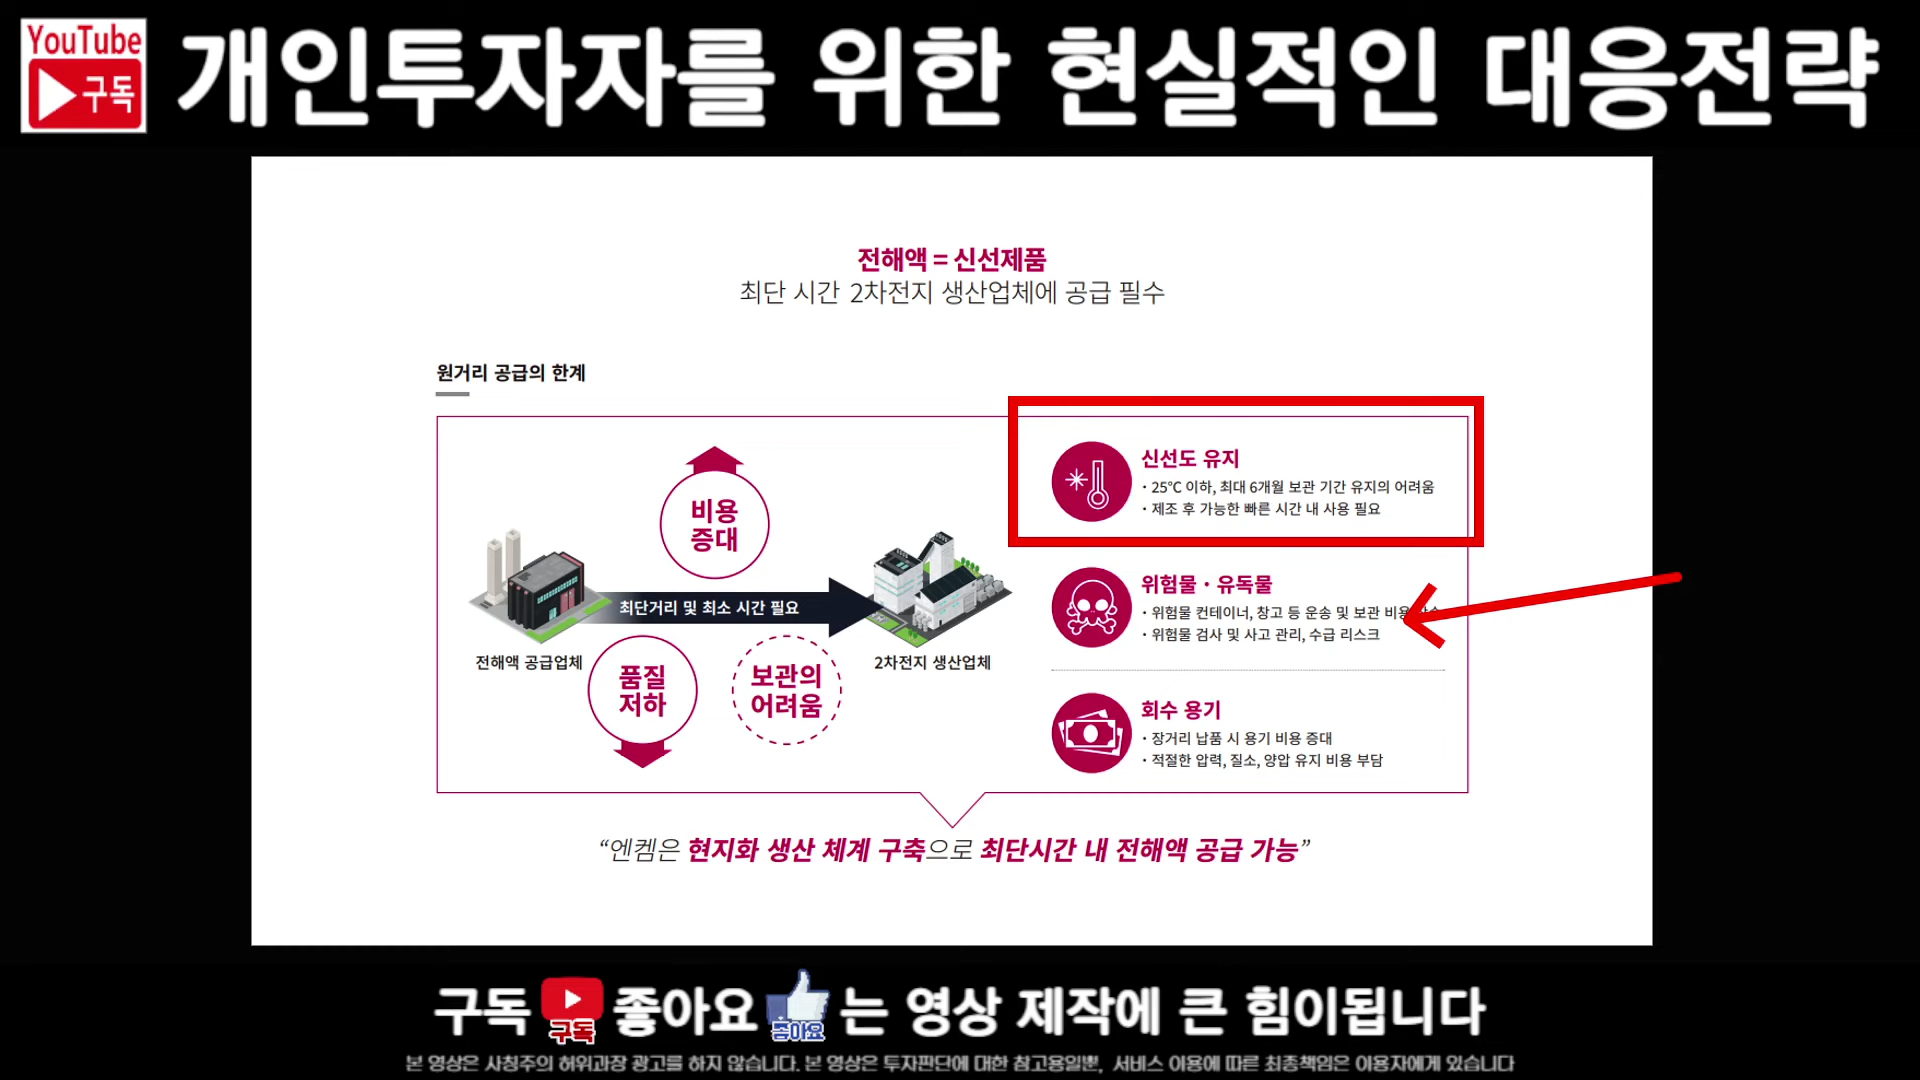 YouTube
구독
개인투자자를 위한 현실적인 대응전략
전해액 = 신선제품
최단 시간 2차전지 생산업체에 공급 필수
원거리 공급의 한계
비용
증대
최단거리 및 최소 시간 필요
전해액 공급업체
2차전지 생산업체
품질
저하
보관의
어려움
신선도 유지
· 25℃ 이하, 최대 6개월 보관 기간 유지의 어려움
· 제조 후 가능한 빠른 시간 내 사용 필요
위험물 · 유독물
· 위험물 컨테이너, 창고 등 운송 및 보관 비용
· 위험물 검사 및 사고 관리, 수급 리스크
회수 용기
· 장거리 납품 시 용기 비용 증대
· 적절한 압력, 질소, 양압 유지 비용 부담
“엔켐은 현지화 생산 체계 구축으로 최단시간 내 전해액 공급 가능”
구독 구독 좋아요 좋아요 는 영상 제작에 큰 힘이됩니다
본 영상은 사칭주의 허위과장 광고를 하지 않습니다. 본 영상은 투자판단에 대한 참고용일뿐, 서비스 이용에 따른 최종책임은 이용자에게 있습니다